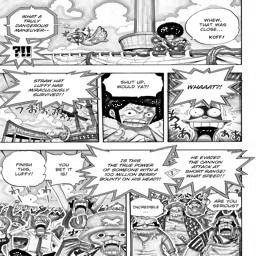 WHEW,
THAT WAS
CLOSE...
KOFF!
WHAT A
TRULY
DANGEROUS
MANEUVER--
?!!
WHAAAT?!
SHUT UP,
WOULD YA?!
STRAW HAT
LUFFY HAS
MIRACULOUSLY
SURVIVED!!
HE EVADED
THE CANNON
ATTACK AT
SHORT RANGE!
WHAT SPEED!!
IS THIS
THE TRUE POWER
OF SOMEONE WITH A
100 MILLION BERRY
BOUNTY ON HIS HEAD?!
ARE YOU
SERIOUS?
INCREDIBLE
YOU
BET IT
IS!
FINISH
THIS,
LUFFY!